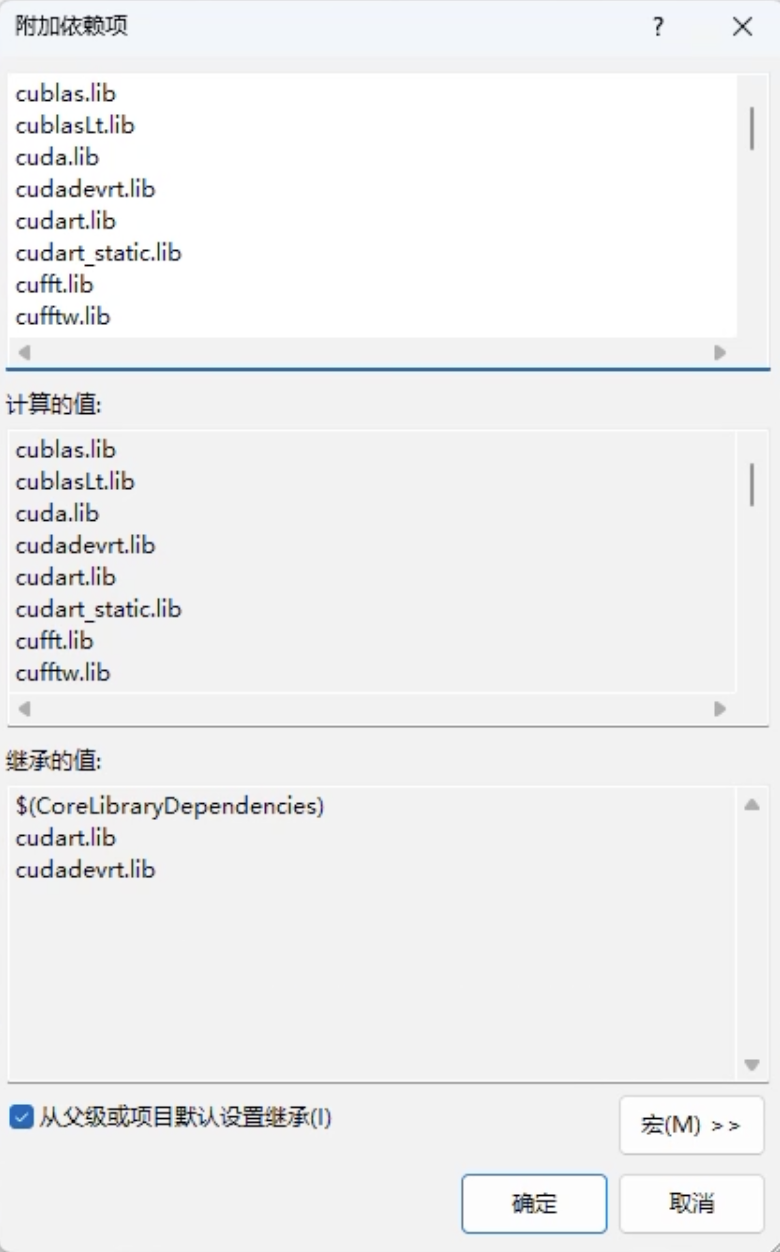 附加依赖项
cublas.lib
cublasLt.lib
cuda.lib
cudadevrt.lib
cudart.lib
cudart_static.lib
cufft.lib
cufftw.lib
计算的值:
cublas.lib
cublasLt.lib
cuda.lib
cudadevrt.lib
cudart.lib
cudart_static.lib
cufft.lib
cufftw.lib
继承的值:
$(CoreLibraryDependencies)
cudart.lib
cudadevrt.lib
从父级或项目默认设置继承(I)
宏(M) >>
确定 取消